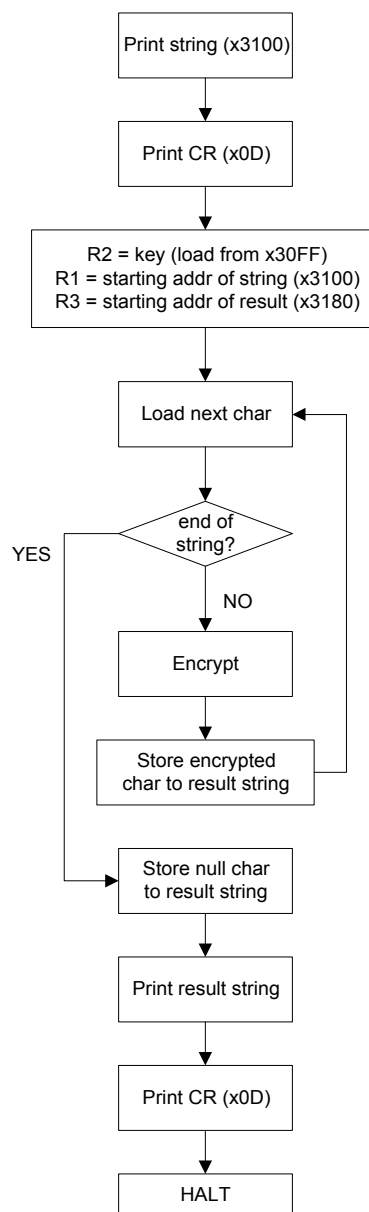 Print string (x3100)
Print CR (x0D)
R2 = key (load from x30FF)
R1 = starting addr of string (x3100)
R3 = starting addr of result (x3180)
Load next char
end of
string?
YES
NO
Encrypt
Store encrypted
char to result string
Store null char
to result string
Print result string
Print CR (x0D)
HALT